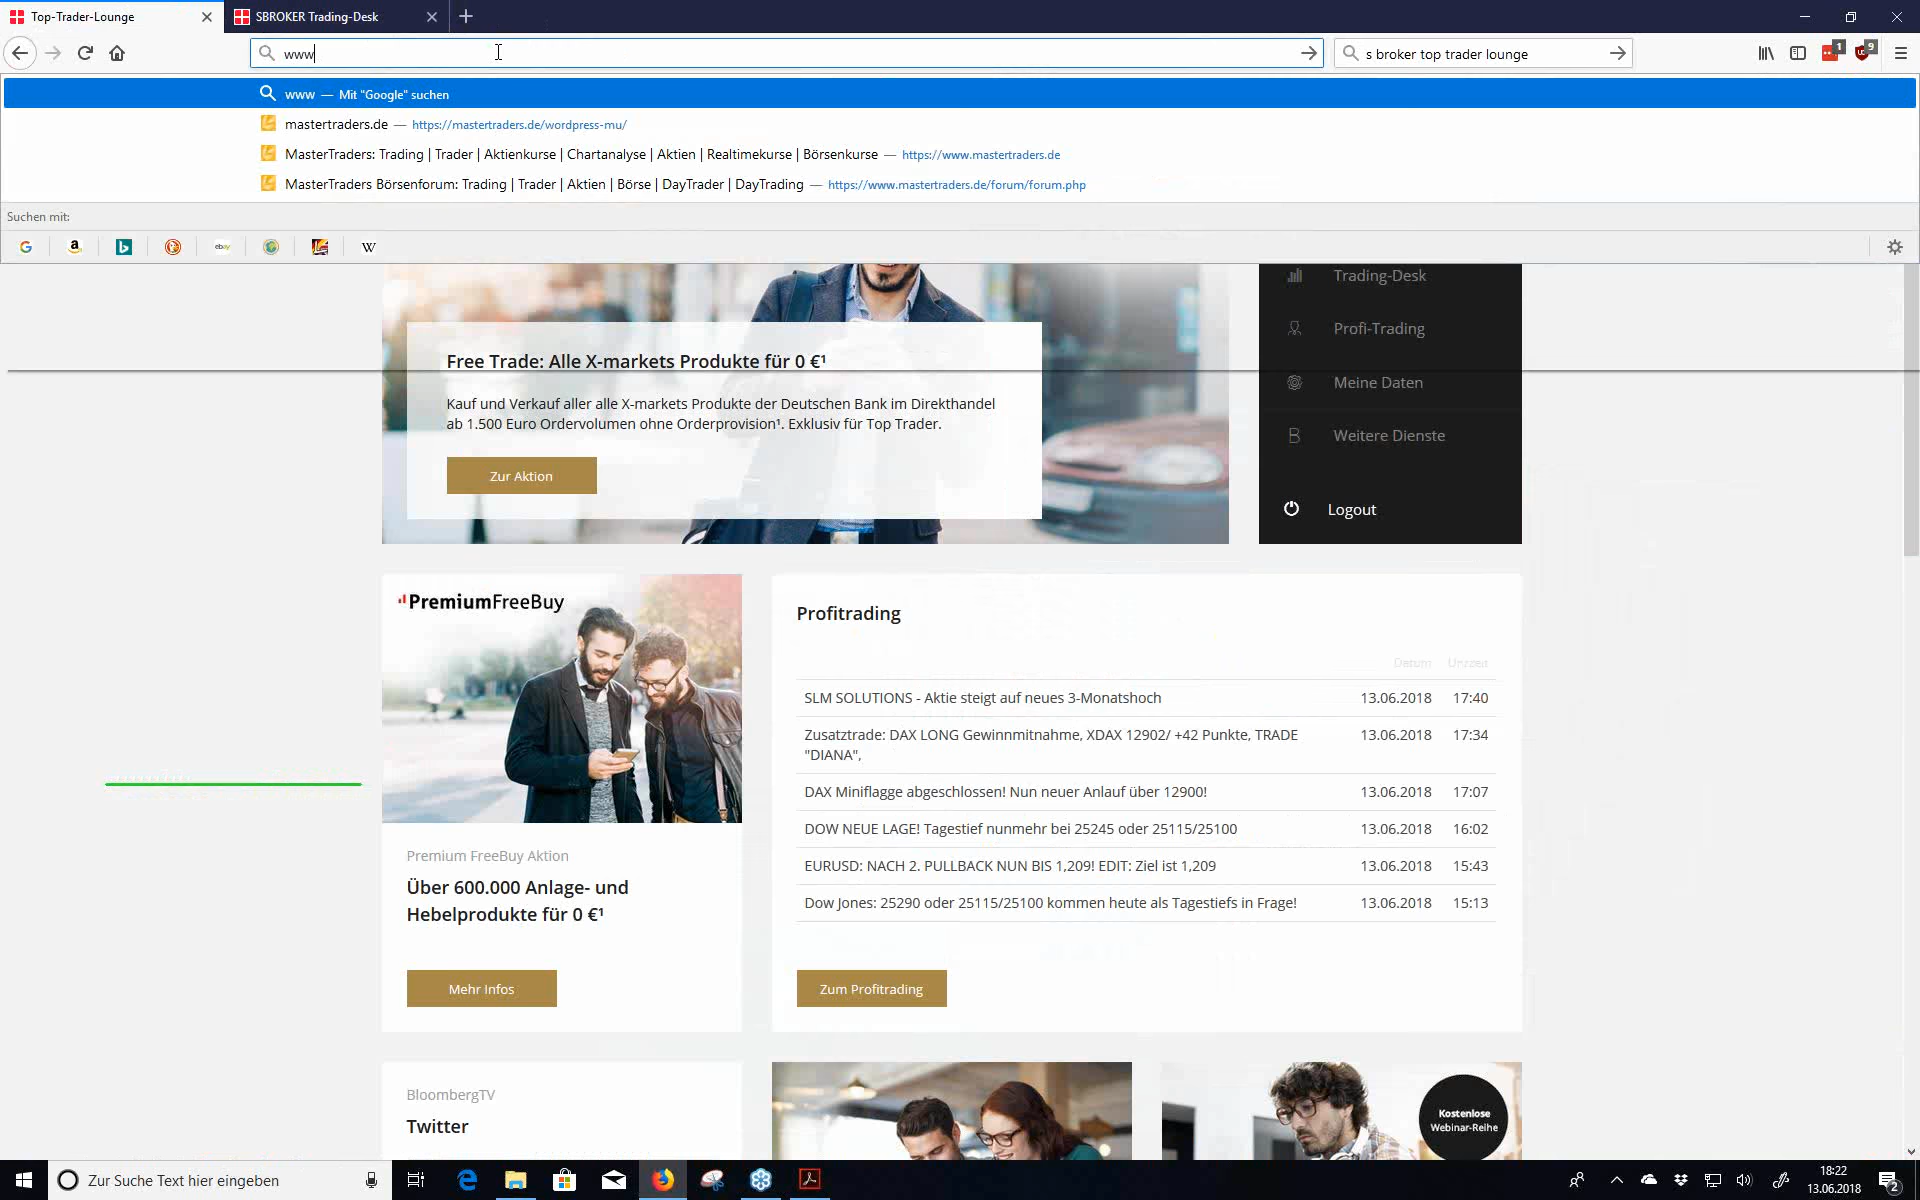 Top-Trader-Lounge
SBROKER Trading-Desk
www
s broker top trader lounge
1
9
www — Mit "Google" suchen
mastertraders.de — https://mastertraders.de/wordpress-mu/
MasterTraders: Trading | Trader | Aktienkurse | Chartanalyse | Aktien | Realtimekurse | Börsenkurse — https://www.mastertraders.de
MasterTraders Börsenforum: Trading | Trader | Aktien | Börse | DayTrader | DayTrading — https://www.mastertraders.de/forum/forum.php
Suchen mit:
G a b ebay W
Trading-Desk
Profi-Trading
Meine Daten
Weitere Dienste
Logout
Free Trade: Alle X-markets Produkte für 0 €¹
Kauf und Verkauf aller alle X-markets Produkte der Deutschen Bank im Direkthandel
ab 1.500 Euro Ordervolumen ohne Orderprovision¹. Exklusiv für Top Trader.
Zur Aktion
PremiumFreeBuy
Premium FreeBuy Aktion
Über 600.000 Anlage- und
Hebelprodukte für 0 €¹
Mehr Infos
Profitrading
Datum Uhrzeit
SLM SOLUTIONS - Aktie steigt auf neues 3-Monatshoch 13.06.2018 17:40
Zusatztrade: DAX LONG Gewinnmitnahme, XDAX 12902/ +42 Punkte, TRADE 13.06.2018 17:34
"DIANA",
DAX Miniflagge abgeschlossen! Nun neuer Anlauf über 12900! 13.06.2018 17:07
DOW NEUE LAGE! Tagestief nunmehr bei 25245 oder 25115/25100 13.06.2018 16:02
EURUSD: NACH 2. PULLBACK NUN BIS 1,209! EDIT: Ziel ist 1,209 13.06.2018 15:43
Dow Jones: 25290 oder 25115/25100 kommen heute als Tagestiefs in Frage! 13.06.2018 15:13
Zum Profitrading
BloombergTV
Twitter
Kostenlose
Webinar-Reihe
Zur Suche Text hier eingeben
18:22
13.06.2018
2